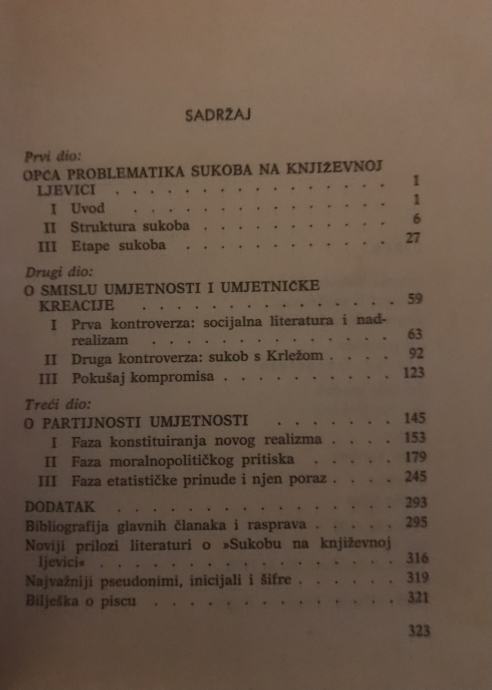 SADRŽAJ
Prvi dio:
OPĆA PROBLEMATIKA SUKOBA NA KNJIŽEVNOJ
LJEVICI . . . . . . . . . . . . . . . . 1
I Uvod . . . . . . . . . . . . . . . 1
II Struktura sukoba . . . . . . . . . . . 6
III Etape sukoba . . . . . . . . . . . . 27
Drugi dio:
O SMISLU UMJETNOSTI I UMJETNIČKE
KREACIJE . . . . . . . . . . . . . . . 59
I Prva kontroverza: socijalna literatura i nad-
realizam . . . . . . . . . . . . . . 63
II Druga kontroverza: sukob s Krležom . . . . 92
III Pokušaj kompromisa . . . . . . . . . . 123
Treći dio:
O PARTIJNOSTI UMJETNOSTI . . . . . . . 145
I Faza konstituiranja novog realizma . . . . 153
II Faza moralnopolitičkog pritiska . . . . . 179
III Faza etatističke prinude i njen poraz . . . . 245
DODATAK . . . . . . . . . . . . . . . . 293
Bibliografija glavnih članaka i rasprava . . . . . 295
Noviji prilozi literaturi o »Sukobu na književnoj
ljevici« . . . . . . . . . . . . . . . . 316
Najvažniji pseudonimi, inicijali i šifre . . . . . . 319
Bilješka o piscu . . . . . . . . . . . . . . 321
323